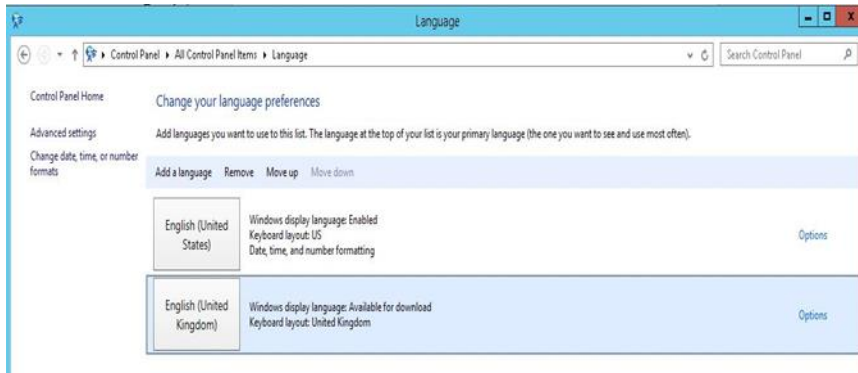 Language
Control Panel ▸ All Control Panel Items ▸ Language
Search Control Panel
Control Panel Home
Change your language preferences
Advanced settings
Add languages you want to use to this list. The language at the top of your list is your primary language (the one you want to see and use most often).
Change date, time, or number
formats
Add a language Remove Move up Move down
English (United
States)
Windows display language: Enabled
Keyboard layout: US
Date, time, and number formatting
Options
English (United
Kingdom)
Windows display language: Available for download
Keyboard layout: United Kingdom
Options